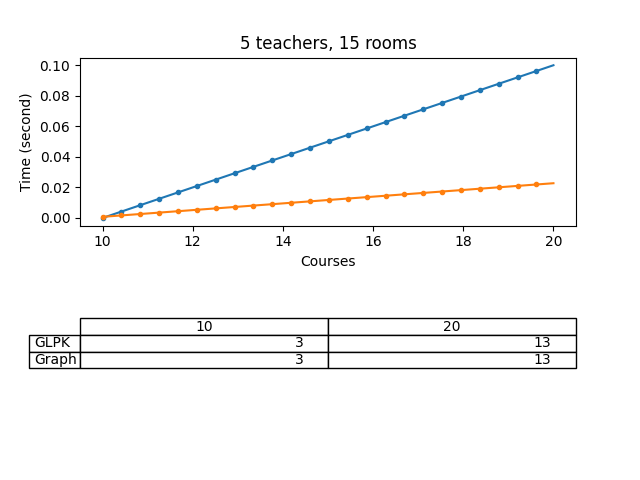 5 teachers, 15 rooms
0.10
0.08
0.06
0.04
0.02
0.00
Time (second)
10 12 14 16 18 20
Courses
10 20
GLPK 3 13
Graph 3 13